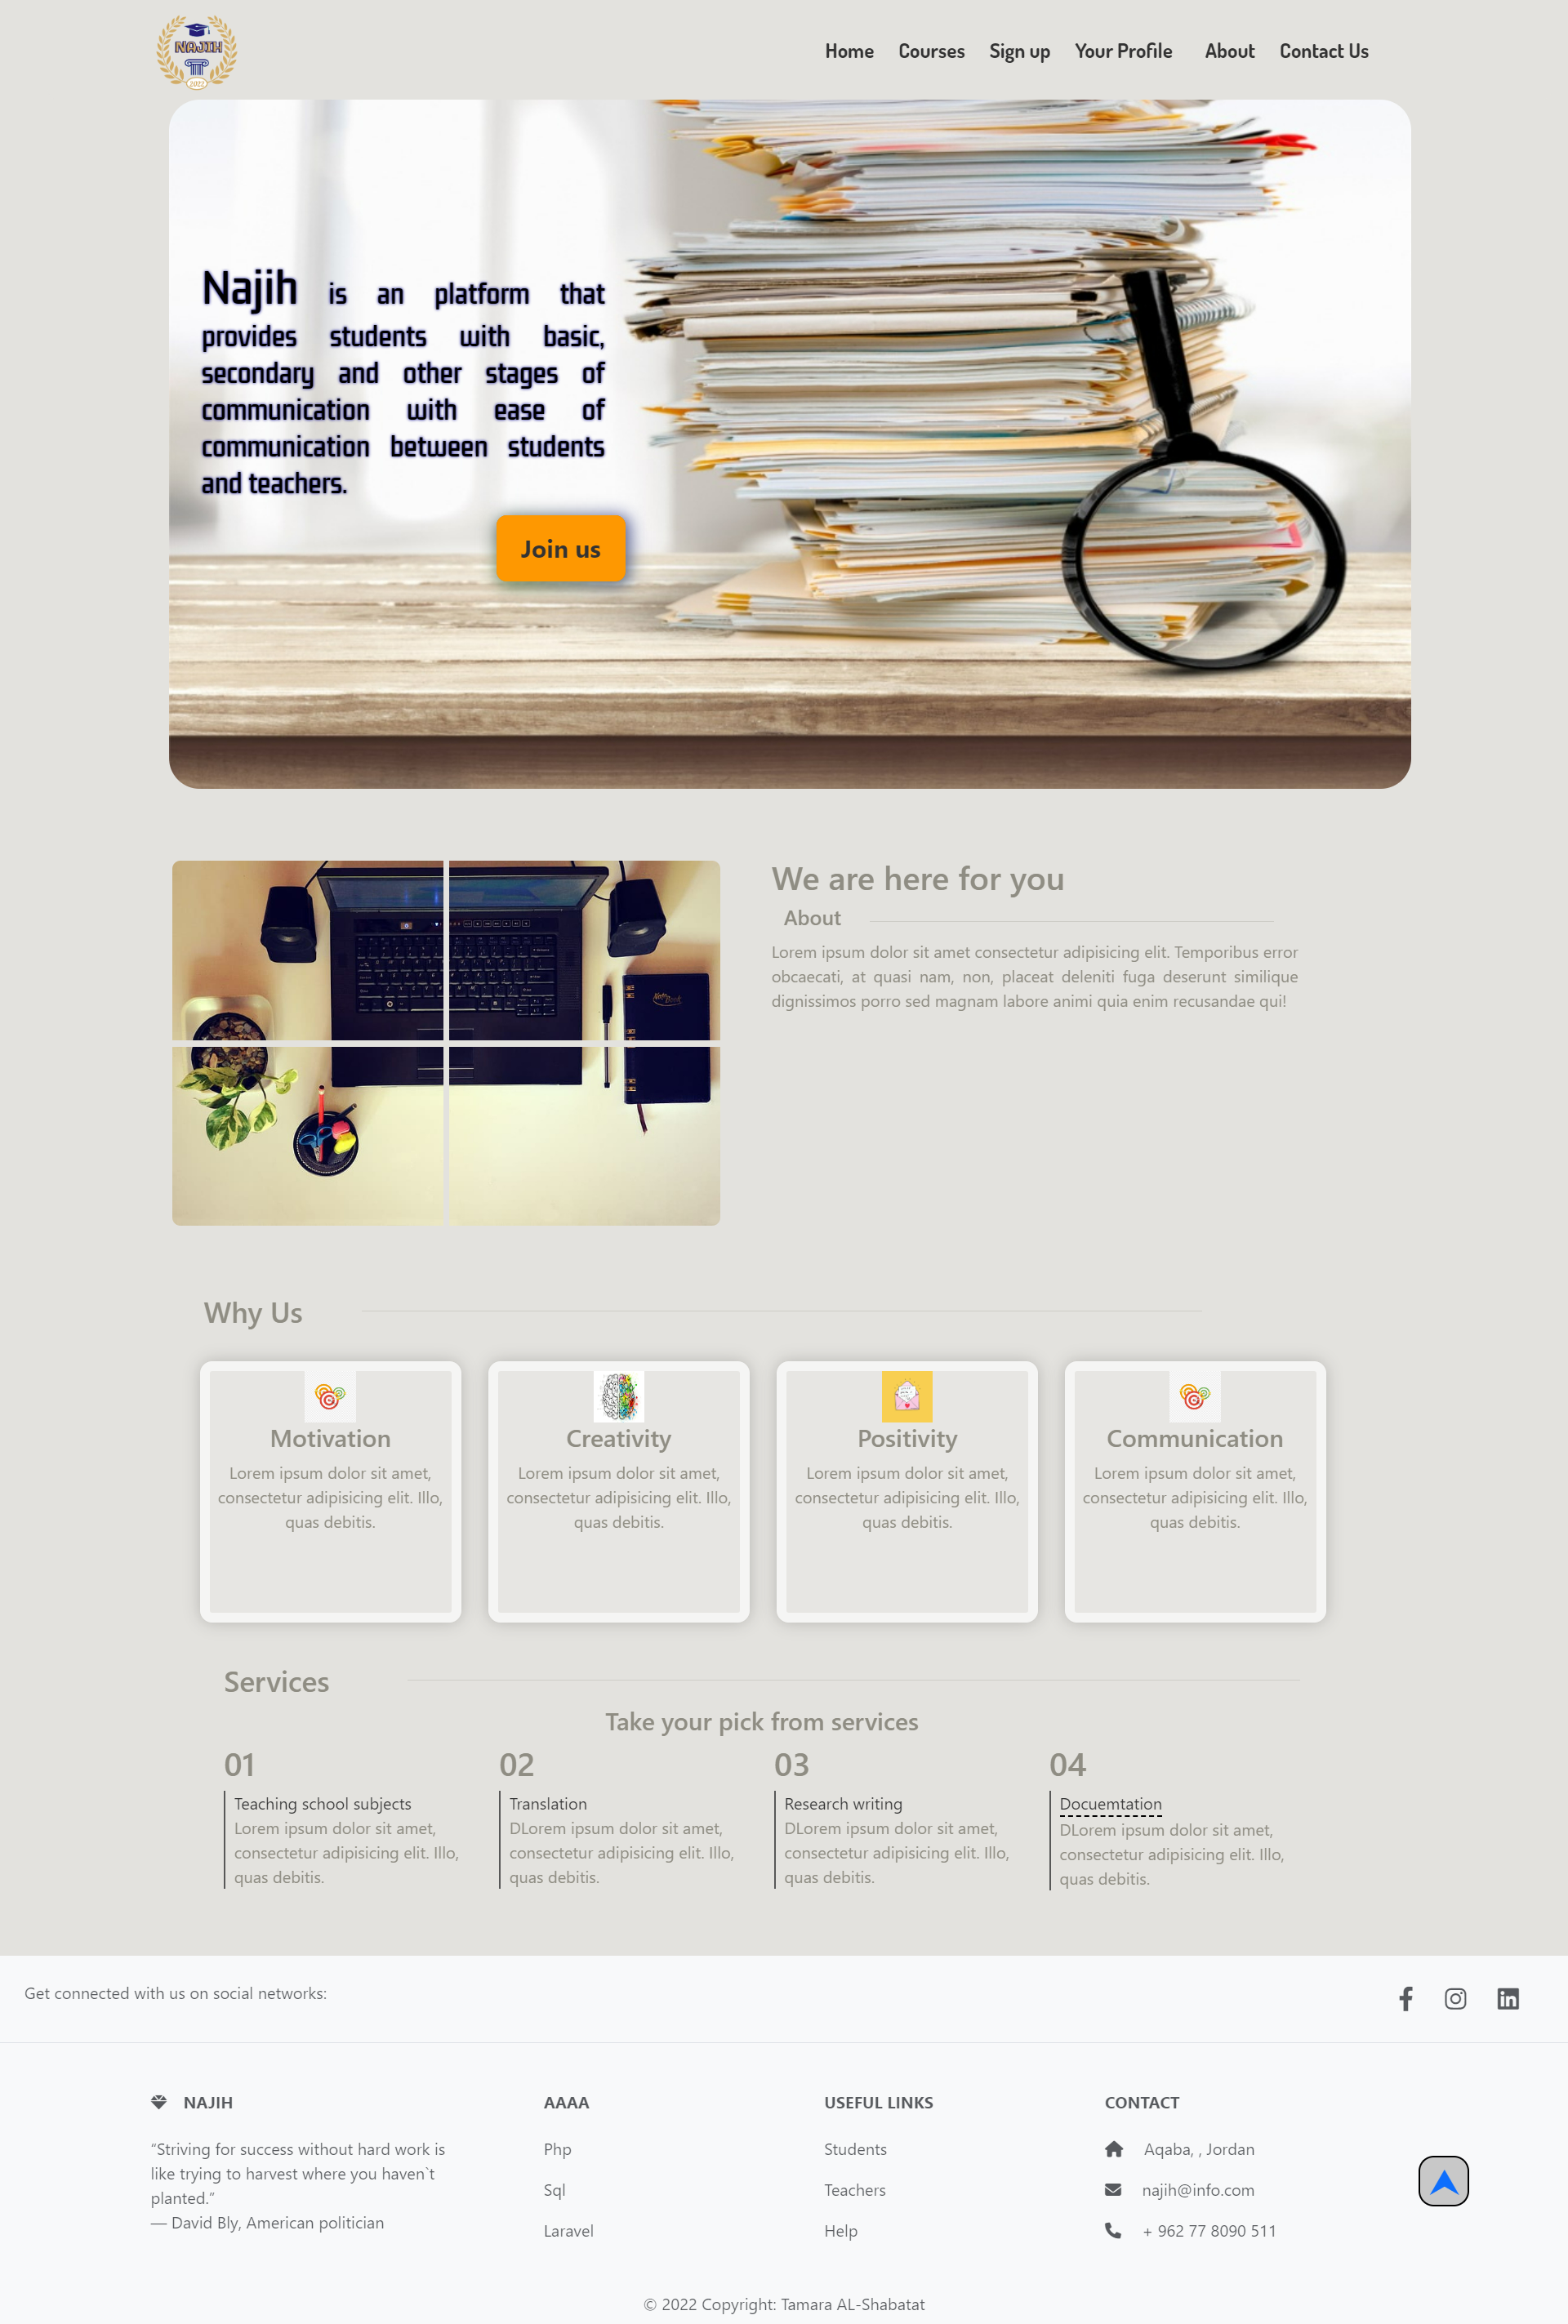 NAJIH
2022
Home Courses Sign up Your Profile About Contact Us
Najih is an platform that
provides students with basic,
secondary and other stages of
communication with ease of
communication between students
and teachers.
Join us
We are here for you
About
Lorem ipsum dolor sit amet consectetur adipisicing elit. Temporibus error
obcaecati, at quasi nam, non, placeat deleniti fuga deserunt similique
dignissimos porro sed magnam labore animi quia enim recusandae qui!
Why Us
Motivation
Lorem ipsum dolor sit amet,
consectetur adipisicing elit. Illo,
quas debitis.
Creativity
Lorem ipsum dolor sit amet,
consectetur adipisicing elit. Illo,
quas debitis.
Positivity
Lorem ipsum dolor sit amet,
consectetur adipisicing elit. Illo,
quas debitis.
Communication
Lorem ipsum dolor sit amet,
consectetur adipisicing elit. Illo,
quas debitis.
Services
Take your pick from services
01
Teaching school subjects
Lorem ipsum dolor sit amet,
consectetur adipisicing elit. Illo,
quas debitis.
02
Translation
DLorem ipsum dolor sit amet,
consectetur adipisicing elit. Illo,
quas debitis.
03
Research writing
DLorem ipsum dolor sit amet,
consectetur adipisicing elit. Illo,
quas debitis.
04
Docuemtation
DLorem ipsum dolor sit amet,
consectetur adipisicing elit. Illo,
quas debitis.
Get connected with us on social networks:
NAJIH
“Striving for success without hard work is
like trying to harvest where you haven`t
planted.”
— David Bly, American politician
AAAA
Php
Sql
Laravel
USEFUL LINKS
Students
Teachers
Help
CONTACT
Aqaba, , Jordan
najih@info.com
+ 962 77 8090 511
© 2022 Copyright: Tamara AL-Shabatat